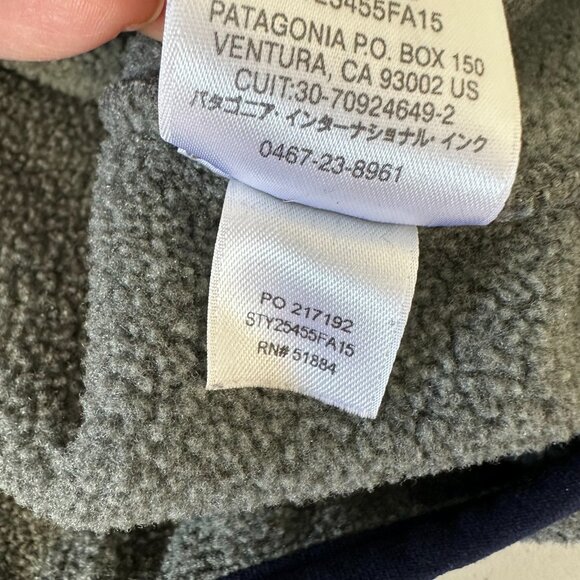 25455FA15
PATAGONIA P.O. BOX 150
VENTURA, CA 93002 US
CUIT:30-70924649-2
パタゴニア・インターナショナル・インク
0467-23-8961
PO 217192
STY25455FA15
RN# 51884